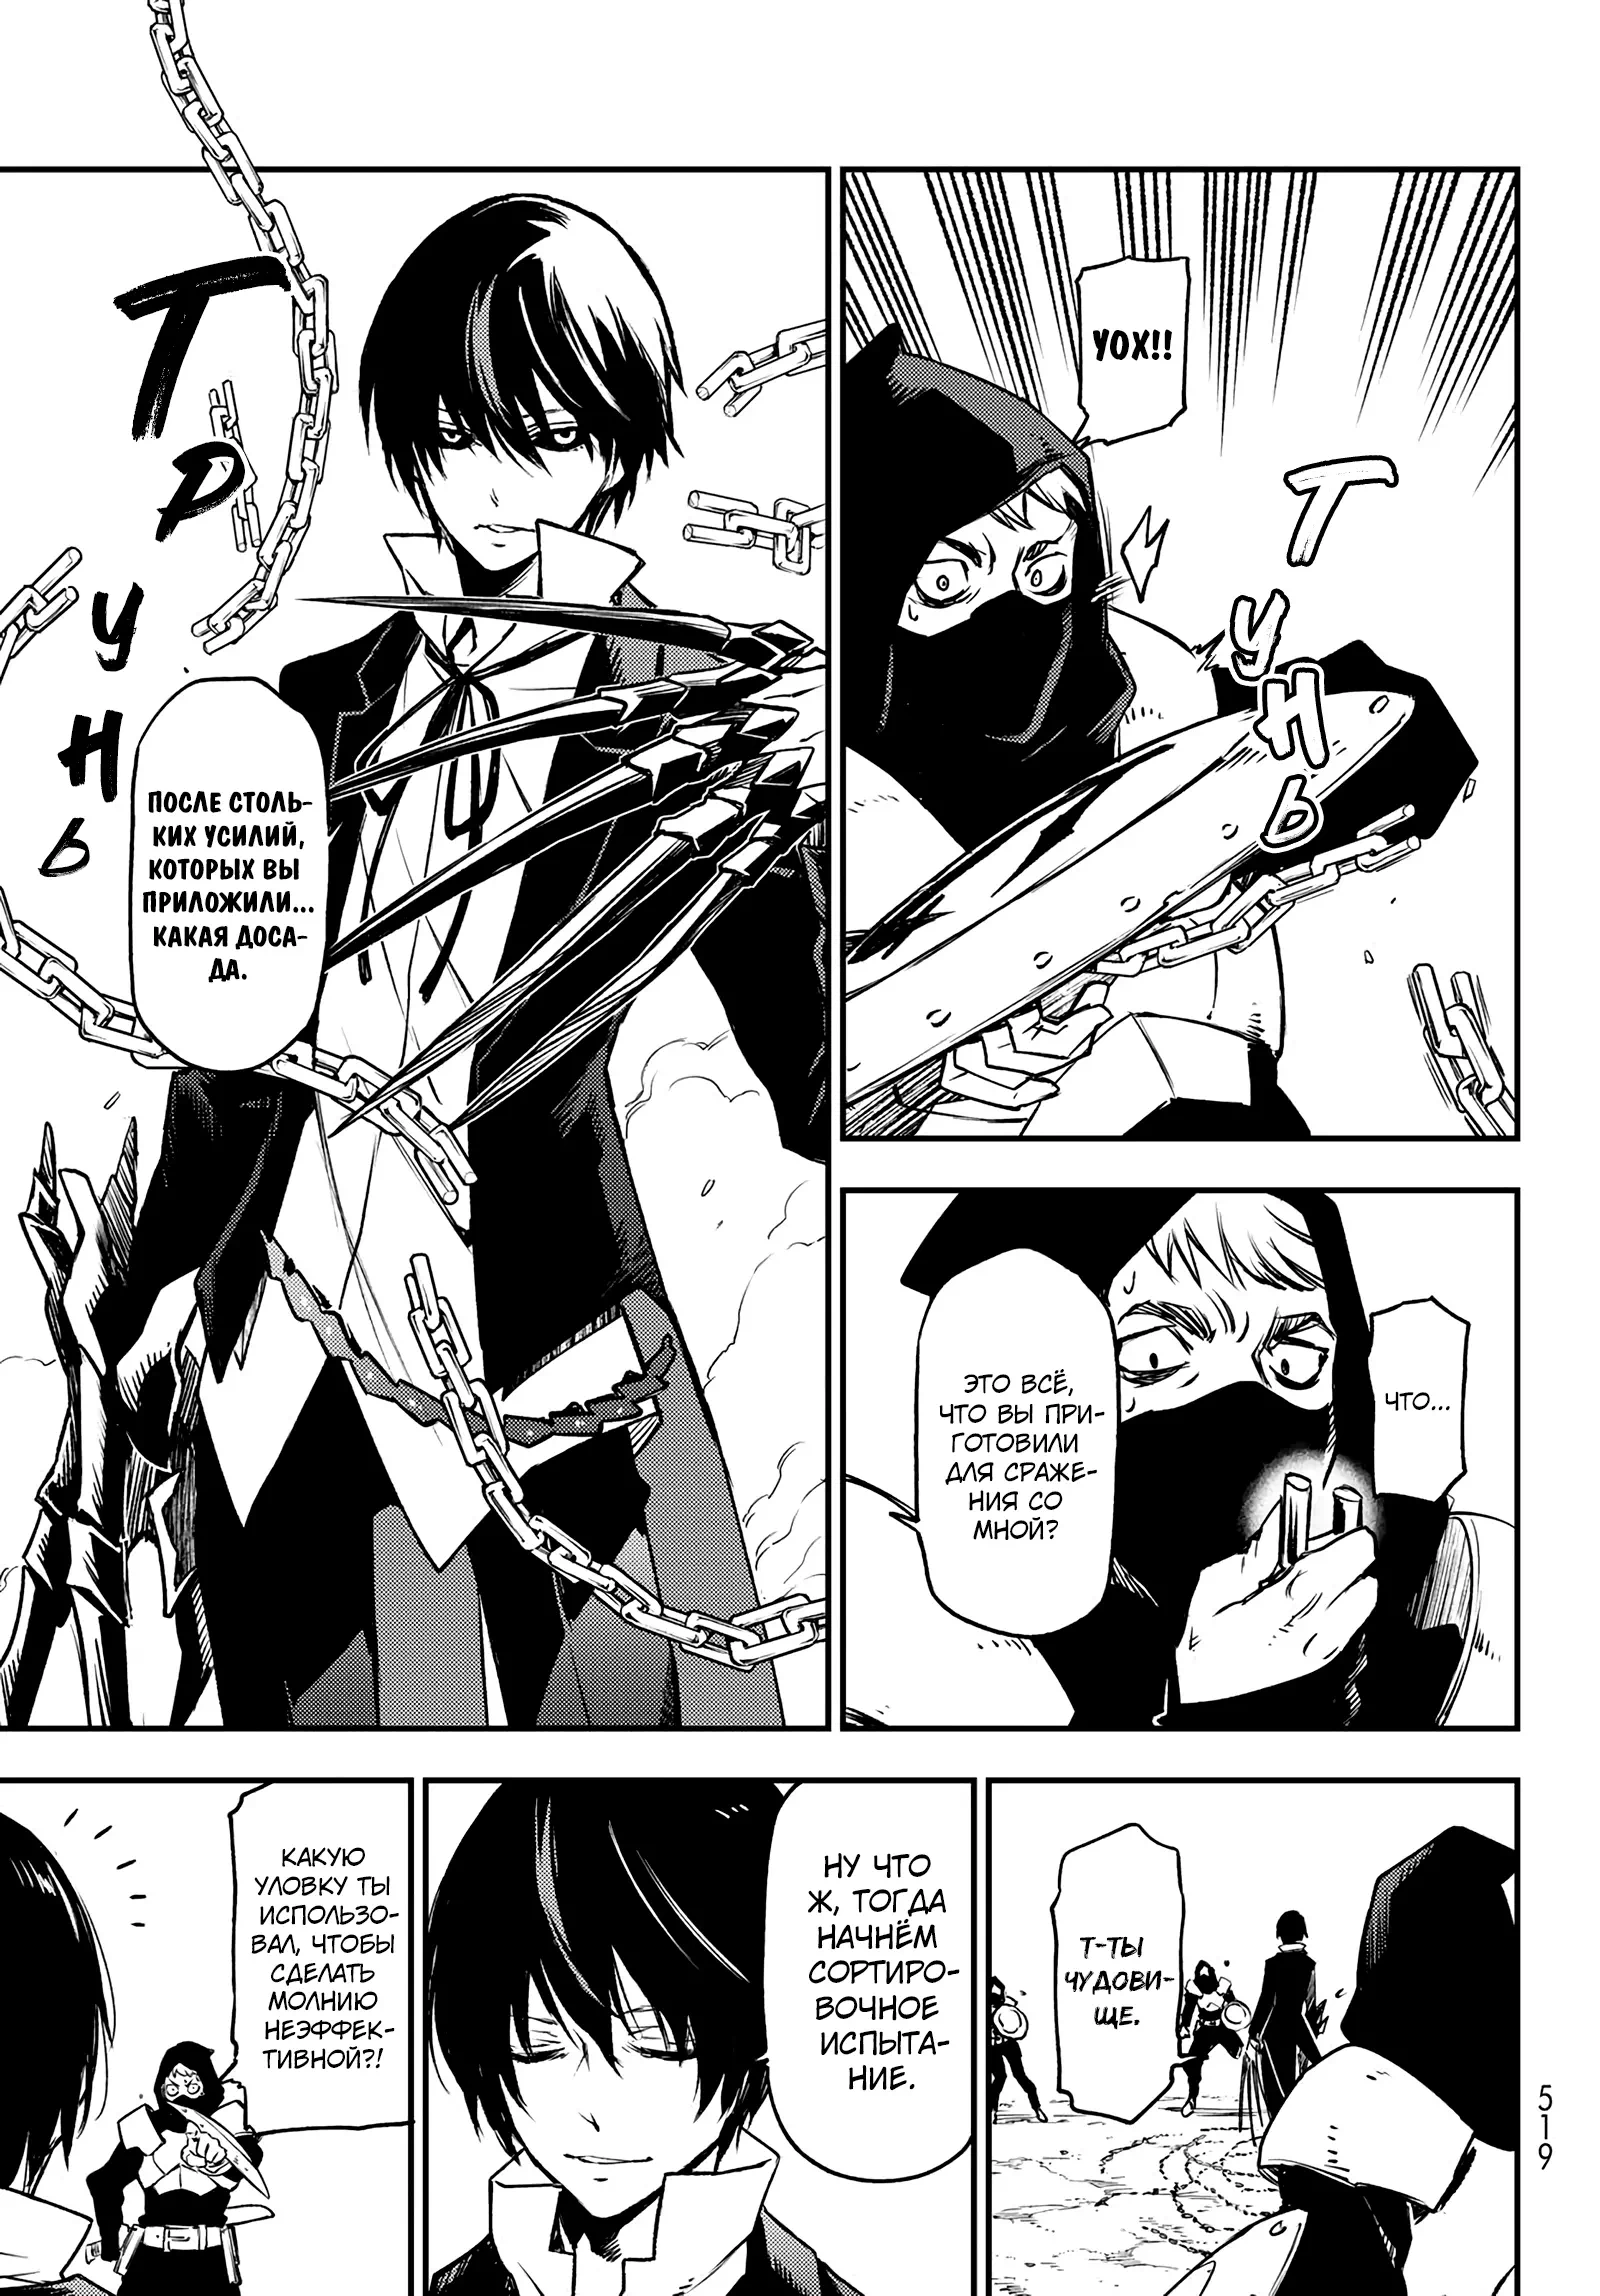 УОХ!!
ТУНЬ
ТРУНЬ
ПОСЛЕ СТОЛЬ-
КИХ УСИЛИЙ,
КОТОРЫХ ВЫ
ПРИЛОЖИЛИ...
КАКАЯ ДОСА-
ДА.
ЧТО...
ЭТО ВСЁ,
ЧТО ВЫ ПРИ-
ГОТОВИЛИ
ДЛЯ СРАЖЕ-
НИЯ СО
МНОЙ?
Т-ТЫ
ЧУДОВИ-
ЩЕ.
НУ ЧТО
Ж, ТОГДА
НАЧНЁМ
СОРТИРО-
ВОЧНОЕ
ИСПЫТА-
НИЕ.
КАКУЮ
УЛОВКУ ТЫ
ИСПОЛЬЗО-
ВАЛ, ЧТОБЫ
СДЕЛАТЬ
МОЛНИЮ
НЕЭФФЕК-
ТИВНОЙ?!
519